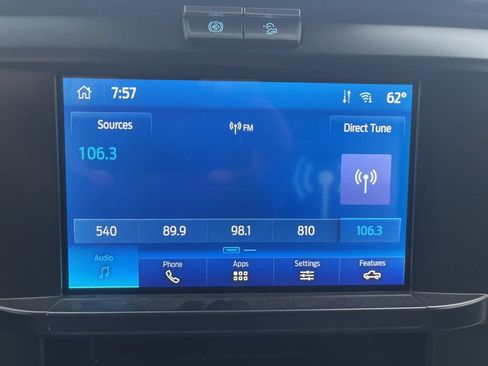 7:57
62°
Sources
FM
Direct Tune
106.3
540 89.9 98.1 810 106.3
Audio Phone Apps Settings Features